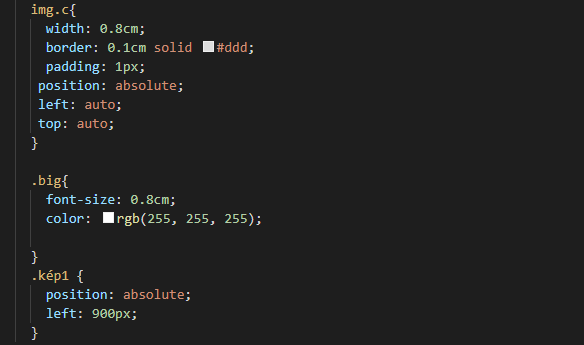 img.c{
width: 0.8cm;
border: 0.1cm solid #ddd;
padding: 1px;
position: absolute;
left: auto;
top: auto;
}
.big{
font-size: 0.8cm;
color: rgb(255, 255, 255);
}
.kép1 {
position: absolute;
left: 900px;
}